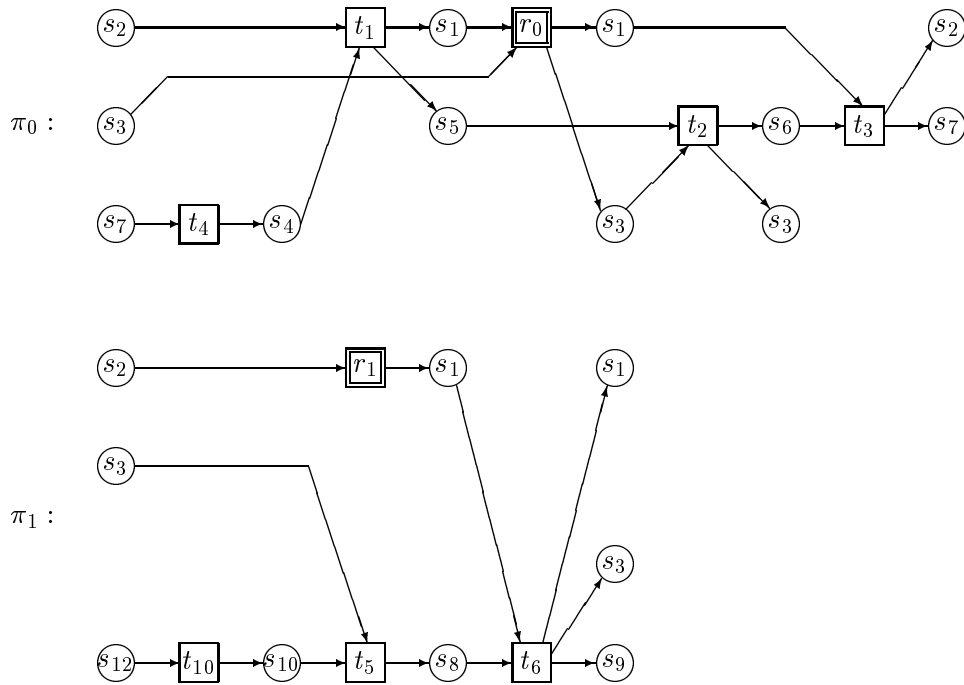 s₂ t₁ s₁ r₀ s₁ s₂
π₀ : s₃ s₅ t₂ s₆ t₃ s₇
s₇ t₄ s₄ s₃ s₃
s₂ r₁ s₁ s₁
s₃
π₁ :
s₃
s₁₂ t₁₀ s₁₀ t₅ s₈ t₆ s₉